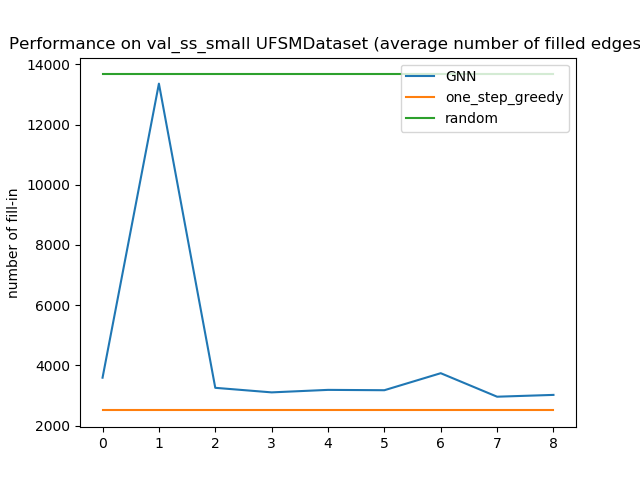 Performance on val_ss_small UFSMDataset (average number of filled edges
14000
12000
10000
8000
6000
4000
2000
number of fill-in
GNN
one_step_greedy
random
0 1 2 3 4 5 6 7 8